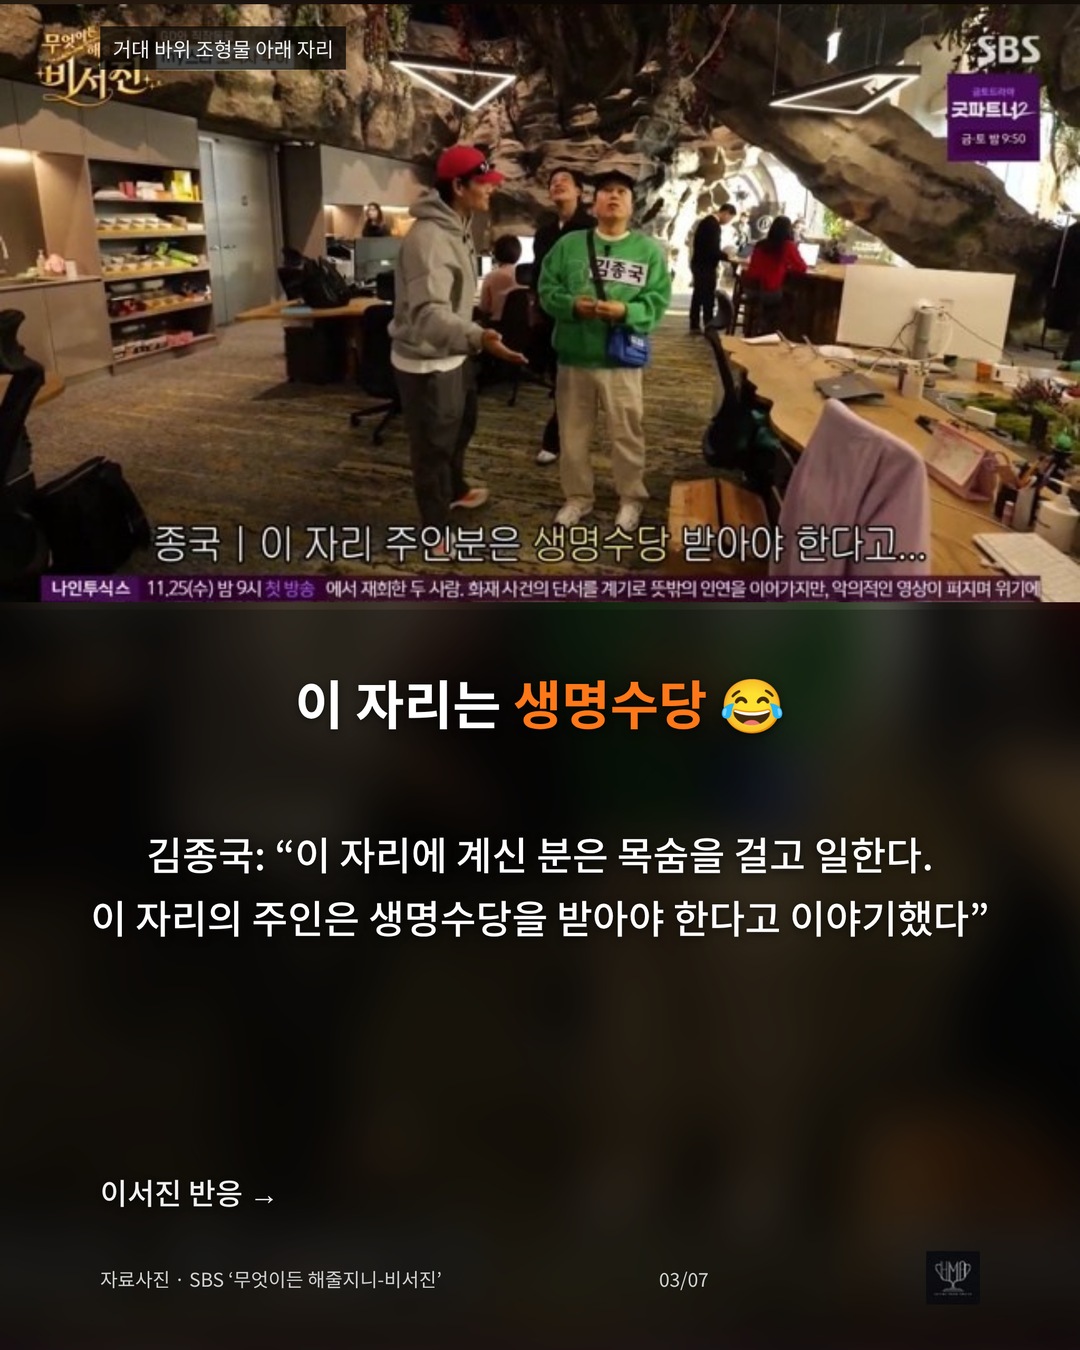 무엇이든
해
비서진
거대 바위 조형물 아래 자리
SBS
금토드라마
굿파트너2
금·토 밤 9:50
김종국
종국 | 이 자리 주인분은 생명수당 받아야 한다고...
나인투식스 11.25(수) 밤 9시 첫 방송 에서 재회한 두 사람. 화재 사건의 단서를 계기로 뜻밖의 인연을 이어가지만, 악의적인 영상이 퍼지며 위기에
이 자리는 생명수당 😂
김종국: “이 자리에 계신 분은 목숨을 걸고 일한다.
이 자리의 주인은 생명수당을 받아야 한다고 이야기했다”
이서진 반응 →
자료사진 · SBS ‘무엇이든 해줄지니-비서진’
03/07